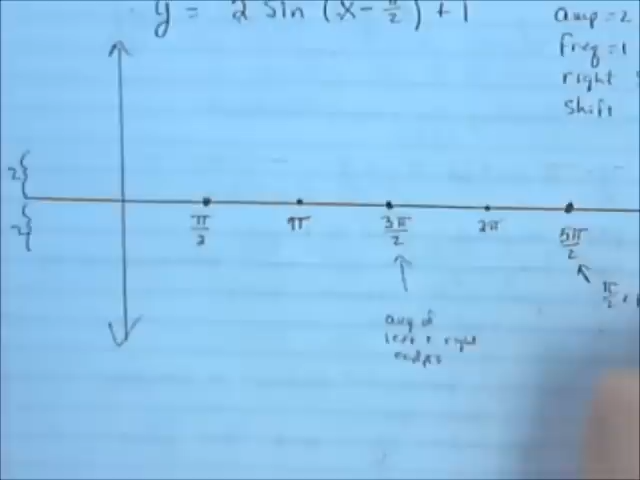 y = 2 sin (x - π/2) + 1
amp = 2
freq = 1
right
shift
2{
2{
π/2
π
3π/2
2π
5π/2
π/2 +
avg of
left + right
endpts